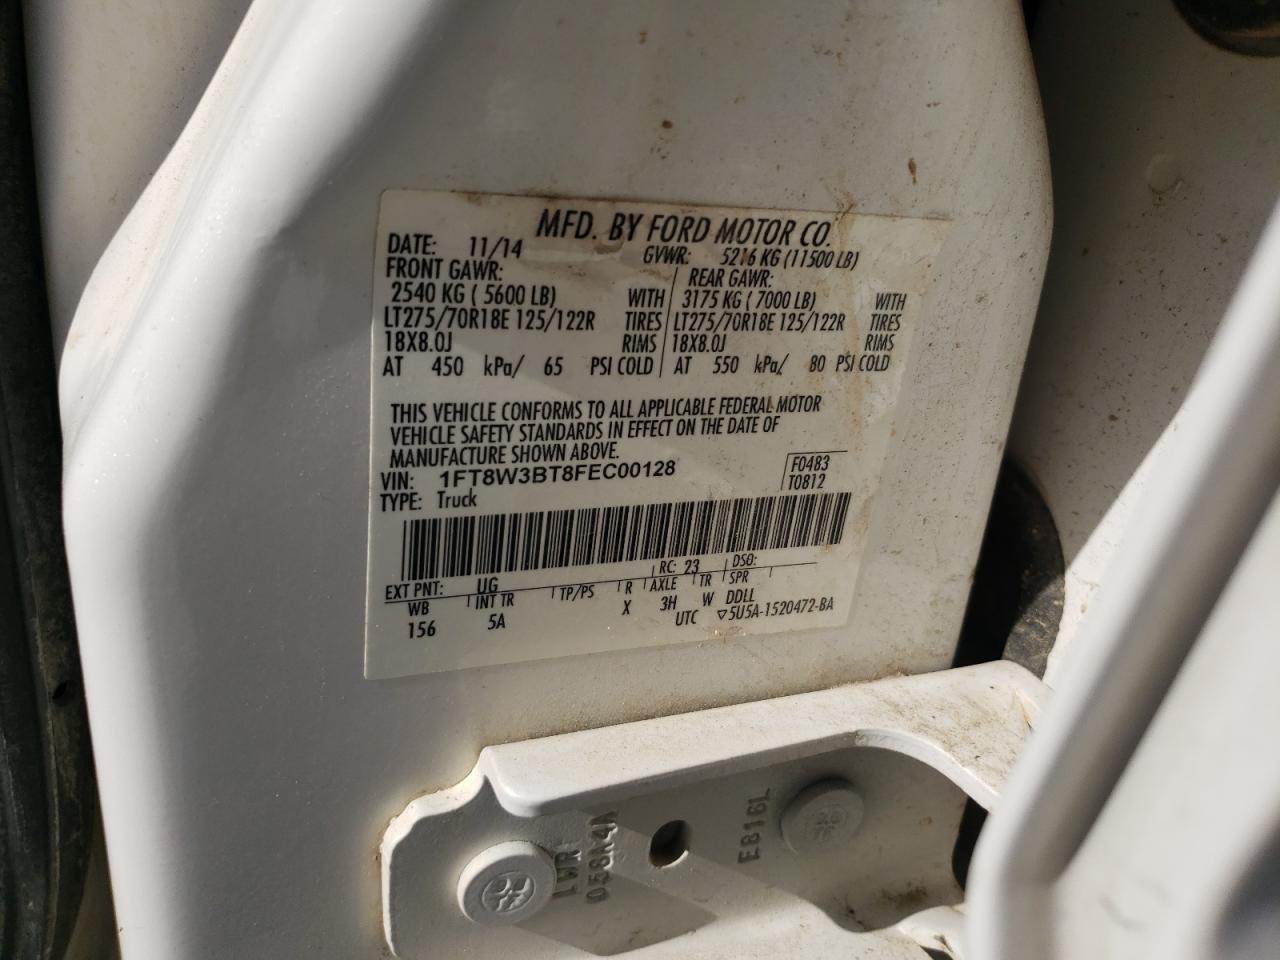 MFD. BY FORD MOTOR CO.
DATE: 11/14 GVWR: 5216 KG (11500 LB)
FRONT GAWR: REAR GAWR:
2540 KG ( 5600 LB) WITH 3175 KG ( 7000 LB) WITH
LT275/70R18E 125/122R TIRES LT275/70R18E 125/122R TIRES
18X8.0J RIMS 18X8.0J RIMS
AT 450 kPa/ 65 PSI COLD AT 550 kPa/ 80 PSI COLD
THIS VEHICLE CONFORMS TO ALL APPLICABLE FEDERAL MOTOR
VEHICLE SAFETY STANDARDS IN EFFECT ON THE DATE OF
MANUFACTURE SHOWN ABOVE.
VIN: 1FT8W3BT8FEC00128 F0483
TYPE: Truck T0812
EXT PNT: UG RC: 23 DSO:
WB INT TR TP/PS R AXLE TR SPR
156 5A X 3H W DDLL
UTC ▽5U5A-1520472-BA
LWR
058A4A
E816L